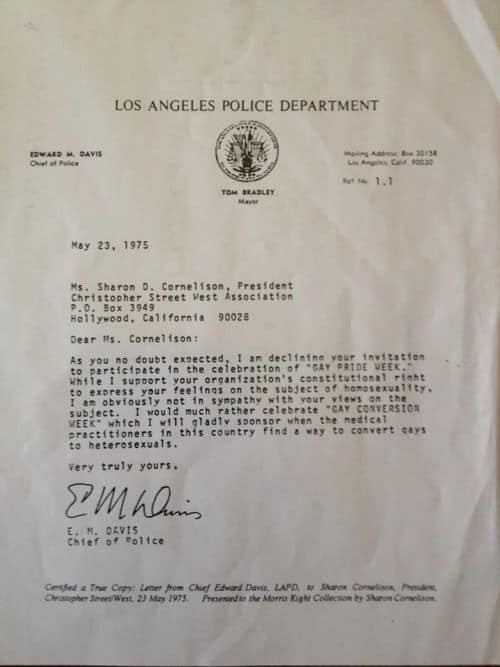 LOS ANGELES POLICE DEPARTMENT
EDWARD M. DAVIS
Chief of Police
Mailing Address: Box 30158
Los Angeles, Calif. 90030
Ref. No. 1.1
TOM BRADLEY
Mayor
May 23, 1975
Ms. Sharon D. Cornelison, President
Christopher Street West Association
P.O. Box 3949
Hollywood, California 90028
Dear Ms. Cornelison:
As you no doubt expected, I am declining your invitation
to participate in the celebration of "GAY PRIDE WEEK."
While I support your organization's constitutional right
to express your feelings on the subject of homosexuality,
I am obviously not in sympathy with your views on the
subject. I would much rather celebrate "GAY CONVERSION
WEEK" which I will gladly sponsor when the medical
practitioners in this country find a way to convert gays
to heterosexuals.
Very truly yours,
E M Davis
E. M. DAVIS
Chief of Police
Certified a True Copy: Letter from Chief Edward Davis, LAPD, to Sharon Cornelison, President,
Christopher Street/West, 23 May 1975. Presented to the Morris Kight Collection by Sharon Cornelison.